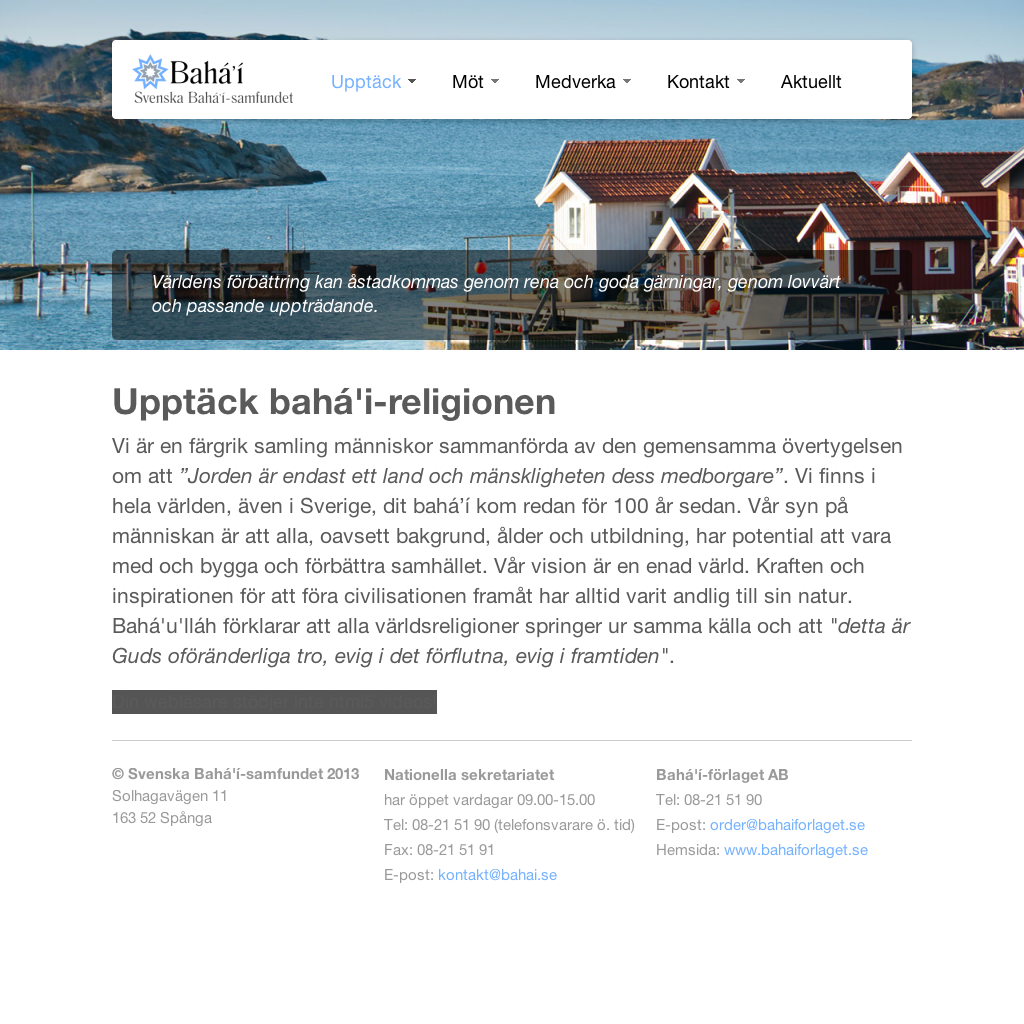 Bahá'í
Svenska Bahá'í-samfundet
Upptäck
Möt
Medverka
Kontakt
Aktuellt
Världens förbättring kan åstadkommas genom rena och goda gärningar, genom lovvärt
och passande uppträdande.
Upptäck bahá'i-religionen
Vi är en färgrik samling människor sammanförda av den gemensamma övertygelsen
om att ”Jorden är endast ett land och mänskligheten dess medborgare”. Vi finns i
hela världen, även i Sverige, dit bahá’í kom redan för 100 år sedan. Vår syn på
människan är att alla, oavsett bakgrund, ålder och utbildning, har potential att vara
med och bygga och förbättra samhället. Vår vision är en enad värld. Kraften och
inspirationen för att föra civilisationen framåt har alltid varit andlig till sin natur.
Bahá'u'lláh förklarar att alla världsreligioner springer ur samma källa och att "detta är
Guds oföränderliga tro, evig i det förflutna, evig i framtiden".
© Svenska Bahá'í-samfundet 2013
Solhagavägen 11
163 52 Spånga
Nationella sekretariatet
har öppet vardagar 09.00-15.00
Tel: 08-21 51 90 (telefonsvarare ö. tid)
Fax: 08-21 51 91
E-post: kontakt@bahai.se
Bahá'í-förlaget AB
Tel: 08-21 51 90
E-post: order@bahaiforlaget.se
Hemsida: www.bahaiforlaget.se